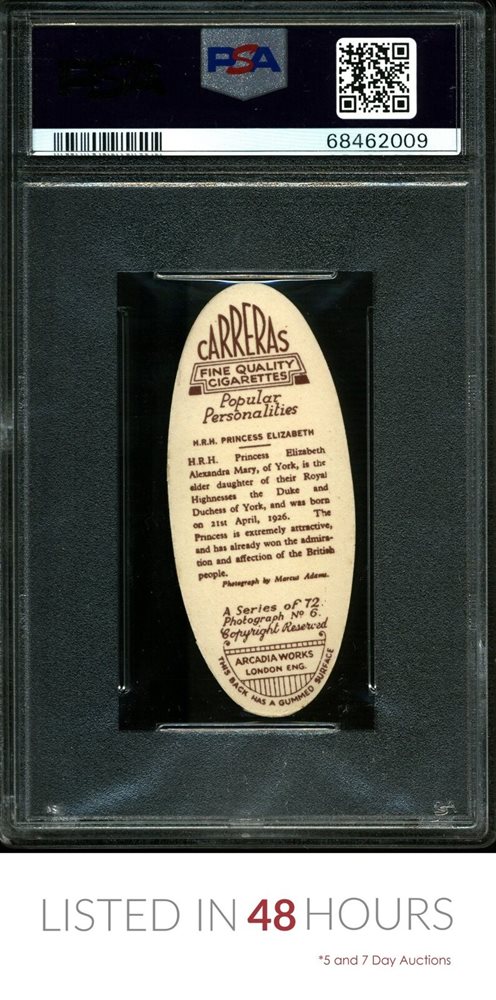 PSA
68462009
CARRERAS
FINE QUALITY
CIGARETTES
Popular
Personalities
H.R.H. PRINCESS ELIZABETH
H.R.H. Princess Elizabeth
Alexandra Mary, of York, is the
elder daughter of their Royal
Highnesses the Duke and
Duchess of York, and was born
on 21st April, 1926. The
Princess is extremely attractive,
and has already won the admira-
tion and affection of the British
people.
Photograph by Marcus Adams.
A Series of 72.
Photograph Nº 6.
Copyright Reserved
ARCADIA WORKS
LONDON ENG.
THIS BACK HAS A GUMMED SURFACE
LISTED IN 48 HOURS
*5 and 7 Day Auctions